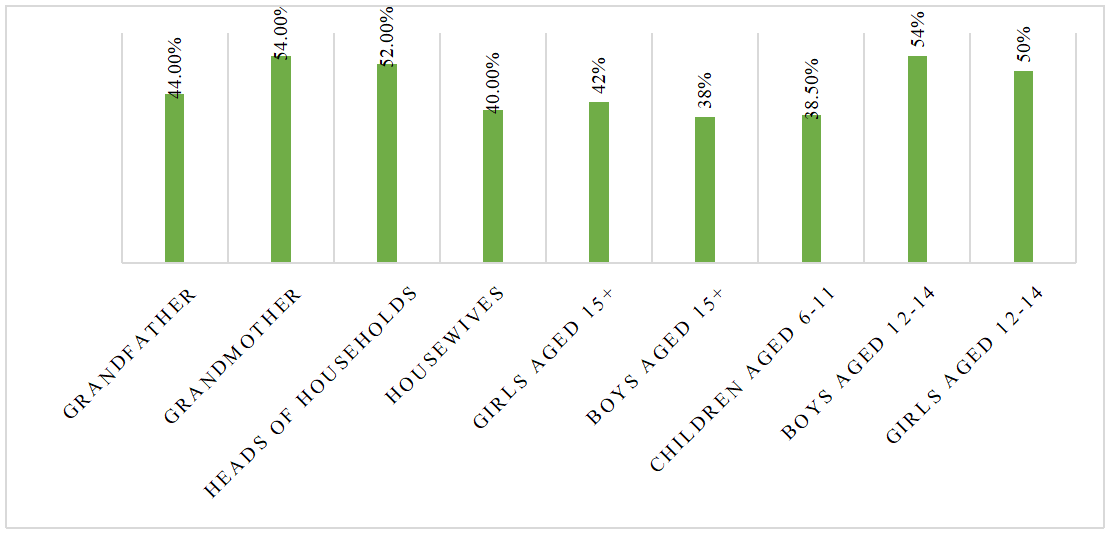 44.00%
54.00%
52.00%
40.00%
42%
38%
38.50%
54%
50%
GRANDFATHER
GRANDMOTHER
HEADS OF HOUSEHOLDS
HOUSEWIVES
GIRLS AGED 15+
BOYS AGED 15+
CHILDREN AGED 6-11
BOYS AGED 12-14
GIRLS AGED 12-14